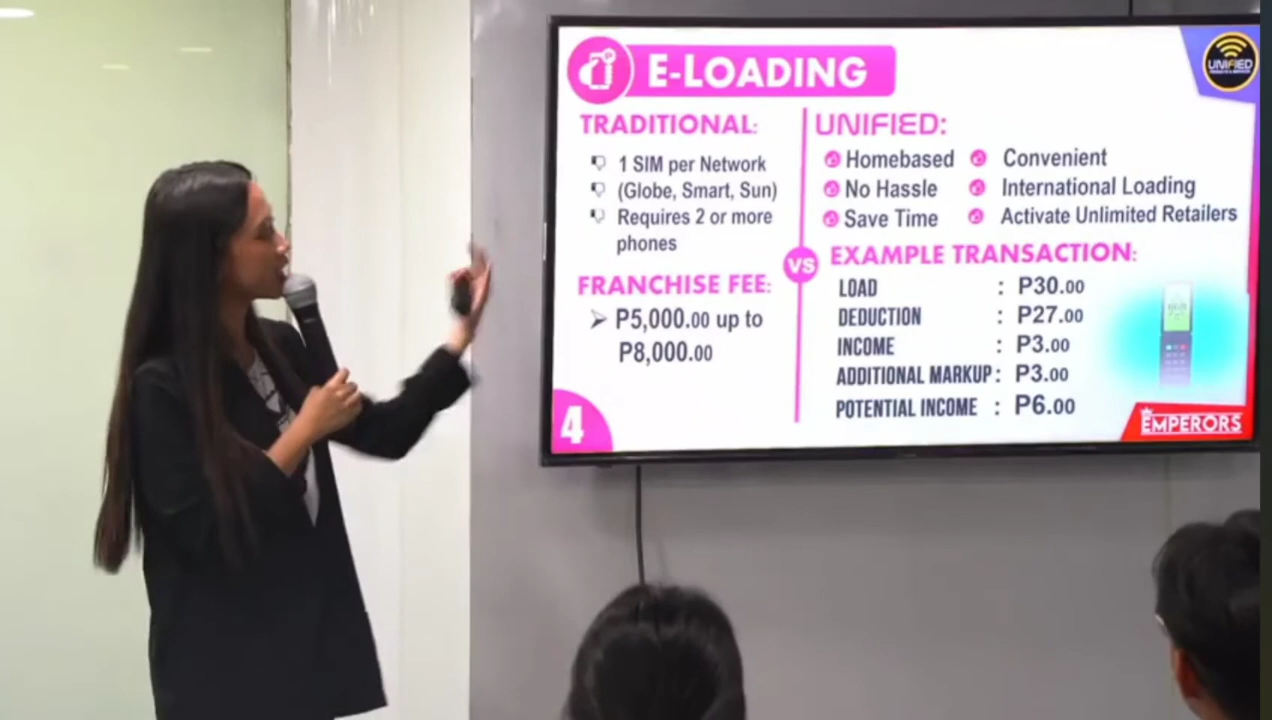 E-LOADING
UNIFIED
TRADITIONAL:
1 SIM per Network
(Globe, Smart, Sun)
Requires 2 or more
phones
FRANCHISE FEE:
P5,000.00 up to
P8,000.00
4
VS
UNIFIED:
Homebased Convenient
No Hassle International Loading
Save Time Activate Unlimited Retailers
EXAMPLE TRANSACTION:
LOAD : P30.00
DEDUCTION : P27.00
INCOME : P3.00
ADDITIONAL MARKUP : P3.00
POTENTIAL INCOME : P6.00
EMPERORS